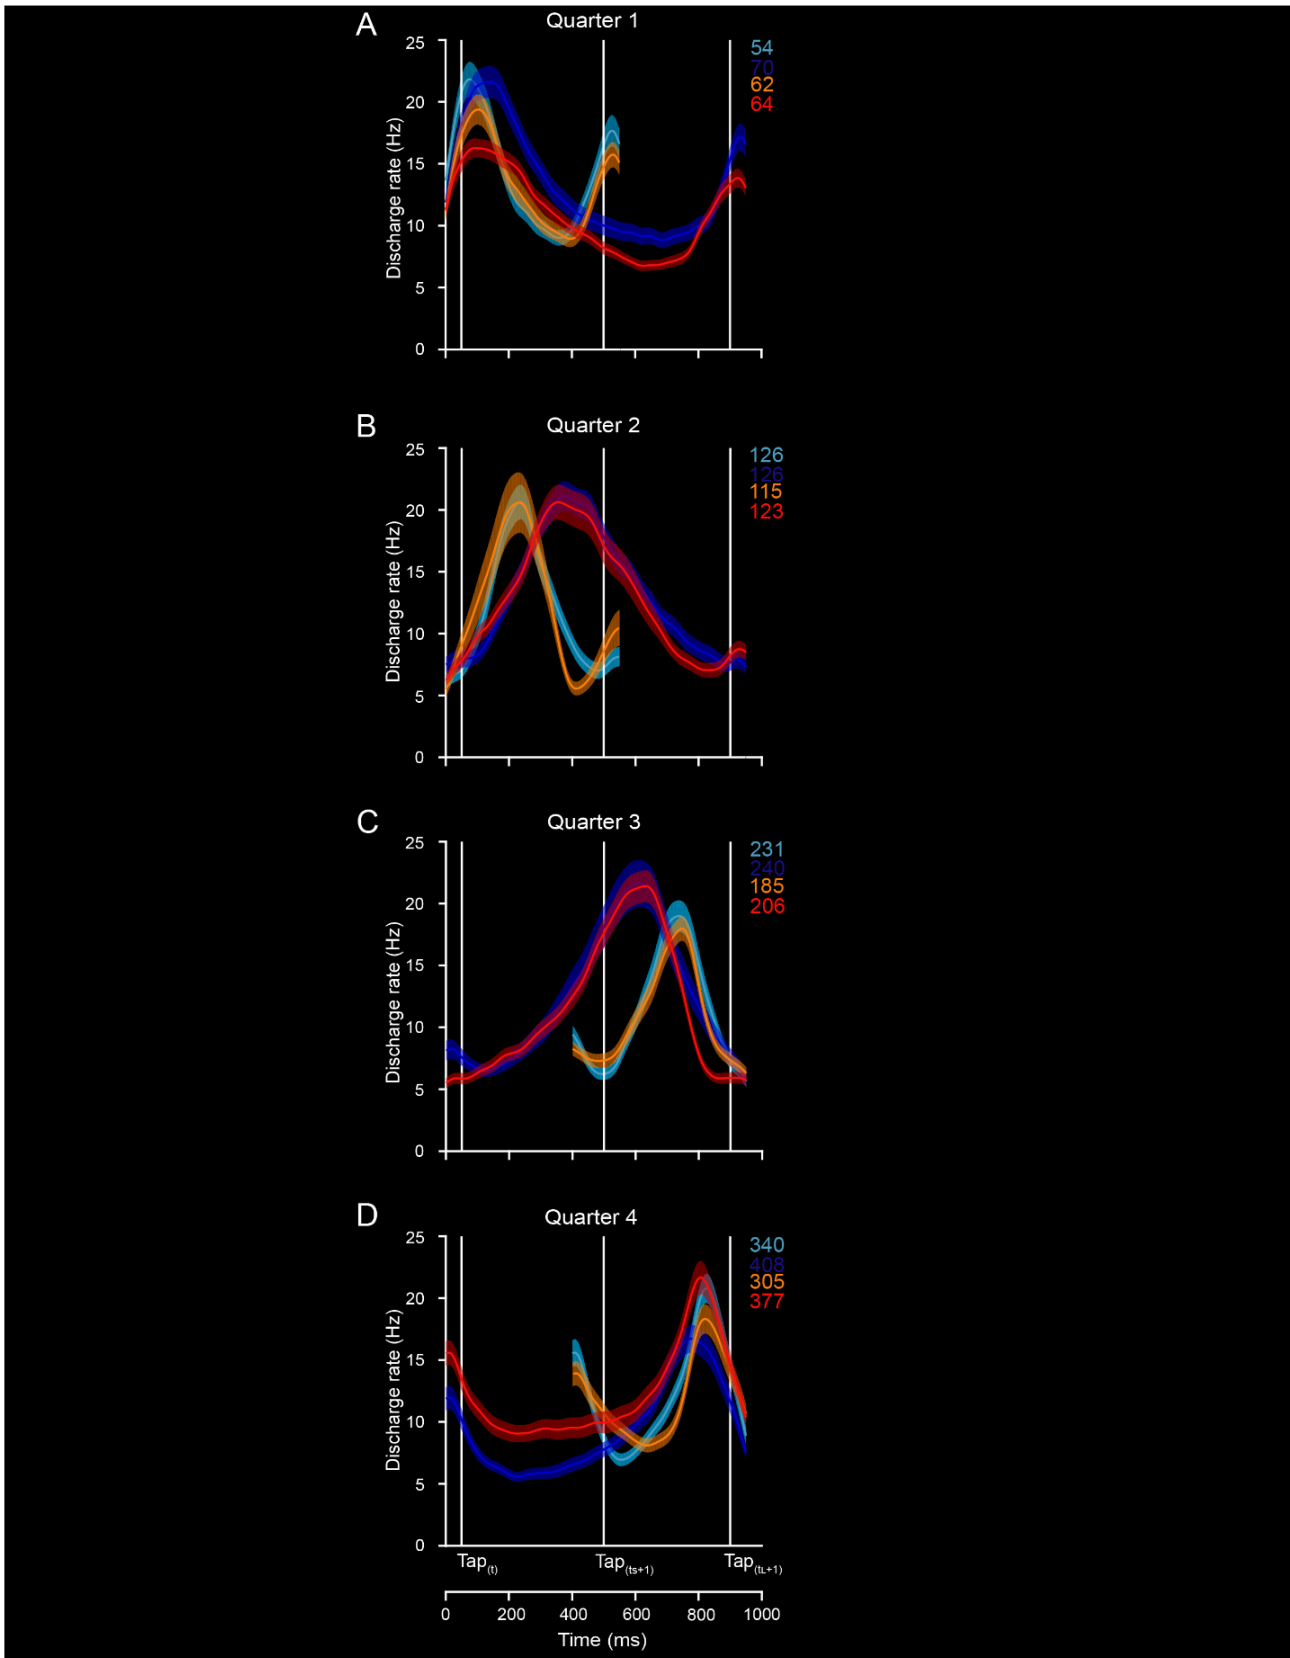 A
Quarter 1
25
20
15
10
5
0
Discharge rate (Hz)
54
70
62
64
B
Quarter 2
25
20
15
10
5
0
Discharge rate (Hz)
126
126
115
123
C
Quarter 3
25
20
15
10
5
0
Discharge rate (Hz)
231
240
185
206
D
Quarter 4
25
20
15
10
5
0
Discharge rate (Hz)
340
408
305
377
Tap(t) Tap(ts+1) Tap(tL+1)
0 200 400 600 800 1000
Time (ms)